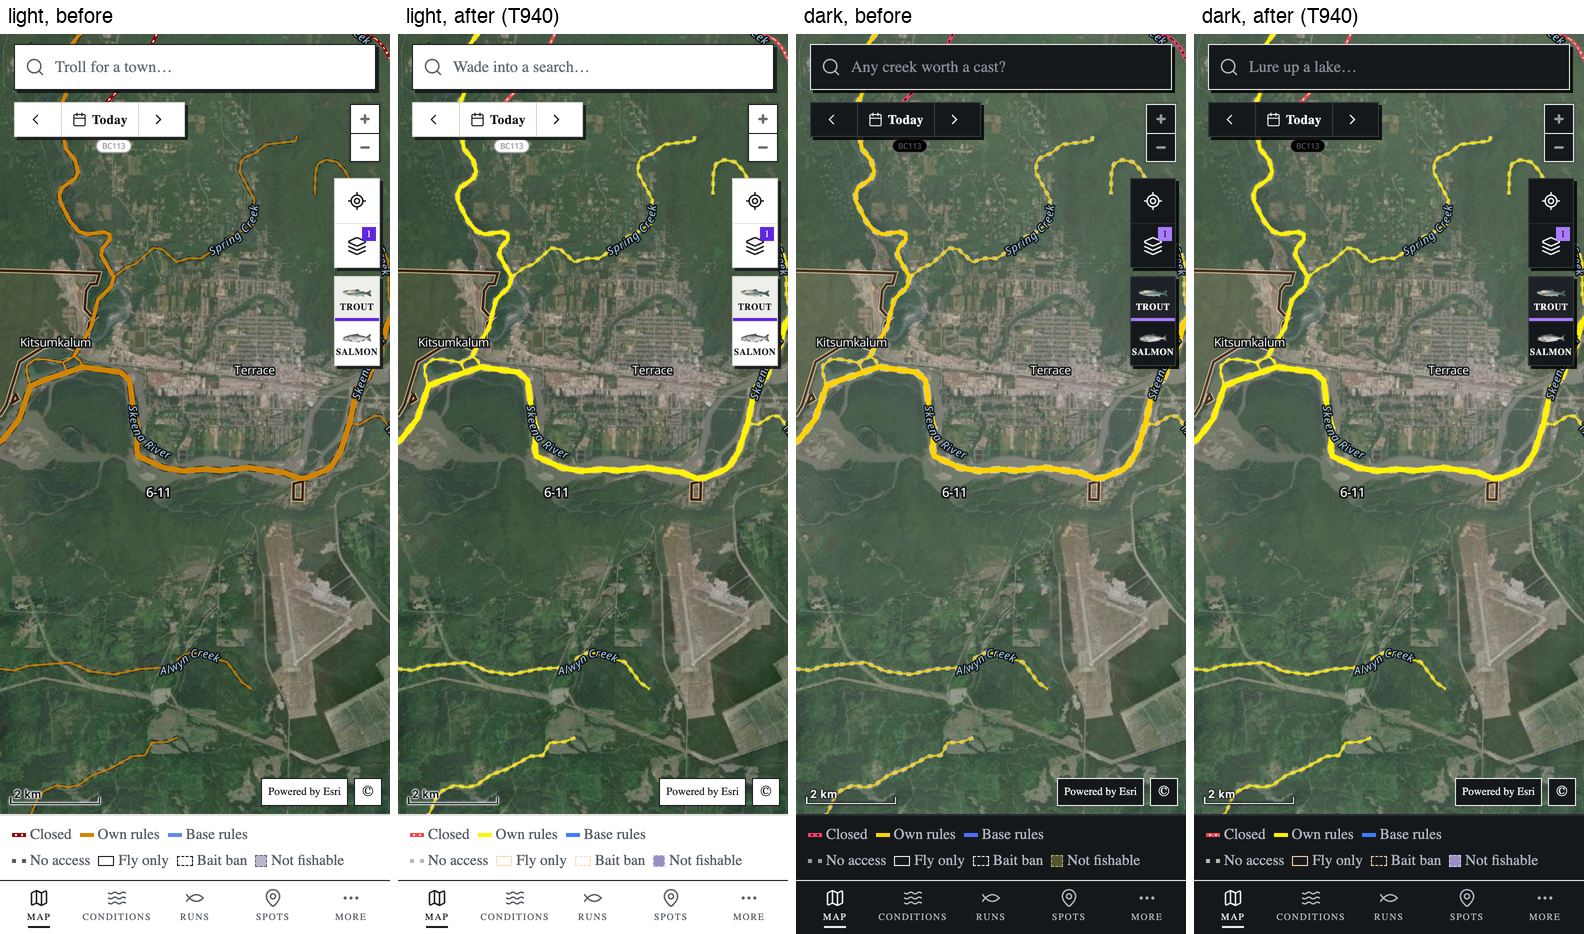 light, before
Troll for a town…
Today
BC113
+
−
1
TROUT
SALMON
Spring Creek
Kitsumkalum
Terrace
Skeena River
Skeena
6-11
Alwyn Creek
2 km
Powered by Esri
©
Closed Own rules Base rules
No access Fly only Bait ban Not fishable
MAP CONDITIONS RUNS SPOTS MORE
light, after (T940)
Wade into a search…
Today
BC113
+
−
1
TROUT
SALMON
Spring Creek
Kitsumkalum
Terrace
Skeena River
6-11
Alwyn Creek
2 km
Powered by Esri
©
Closed Own rules Base rules
No access Fly only Bait ban Not fishable
MAP CONDITIONS RUNS SPOTS MORE
dark, before
Any creek worth a cast?
Today
BC113
+
−
1
TROUT
SALMON
Spring Creek
Kitsumkalum
Terrace
Skeena River
6-11
Alwyn Creek
2 km
Powered by Esri
©
Closed Own rules Base rules
No access Fly only Bait ban Not fishable
MAP CONDITIONS RUNS SPOTS MORE
dark, after (T940)
Lure up a lake…
Today
BC113
+
−
1
TROUT
SALMON
Spring Creek
Kitsumkalum
Terrace
Skeena River
6-11
Alwyn Creek
2 km
Powered by Esri
©
Closed Own rules Base rules
No access Fly only Bait ban Not fishable
MAP CONDITIONS RUNS SPOTS MORE